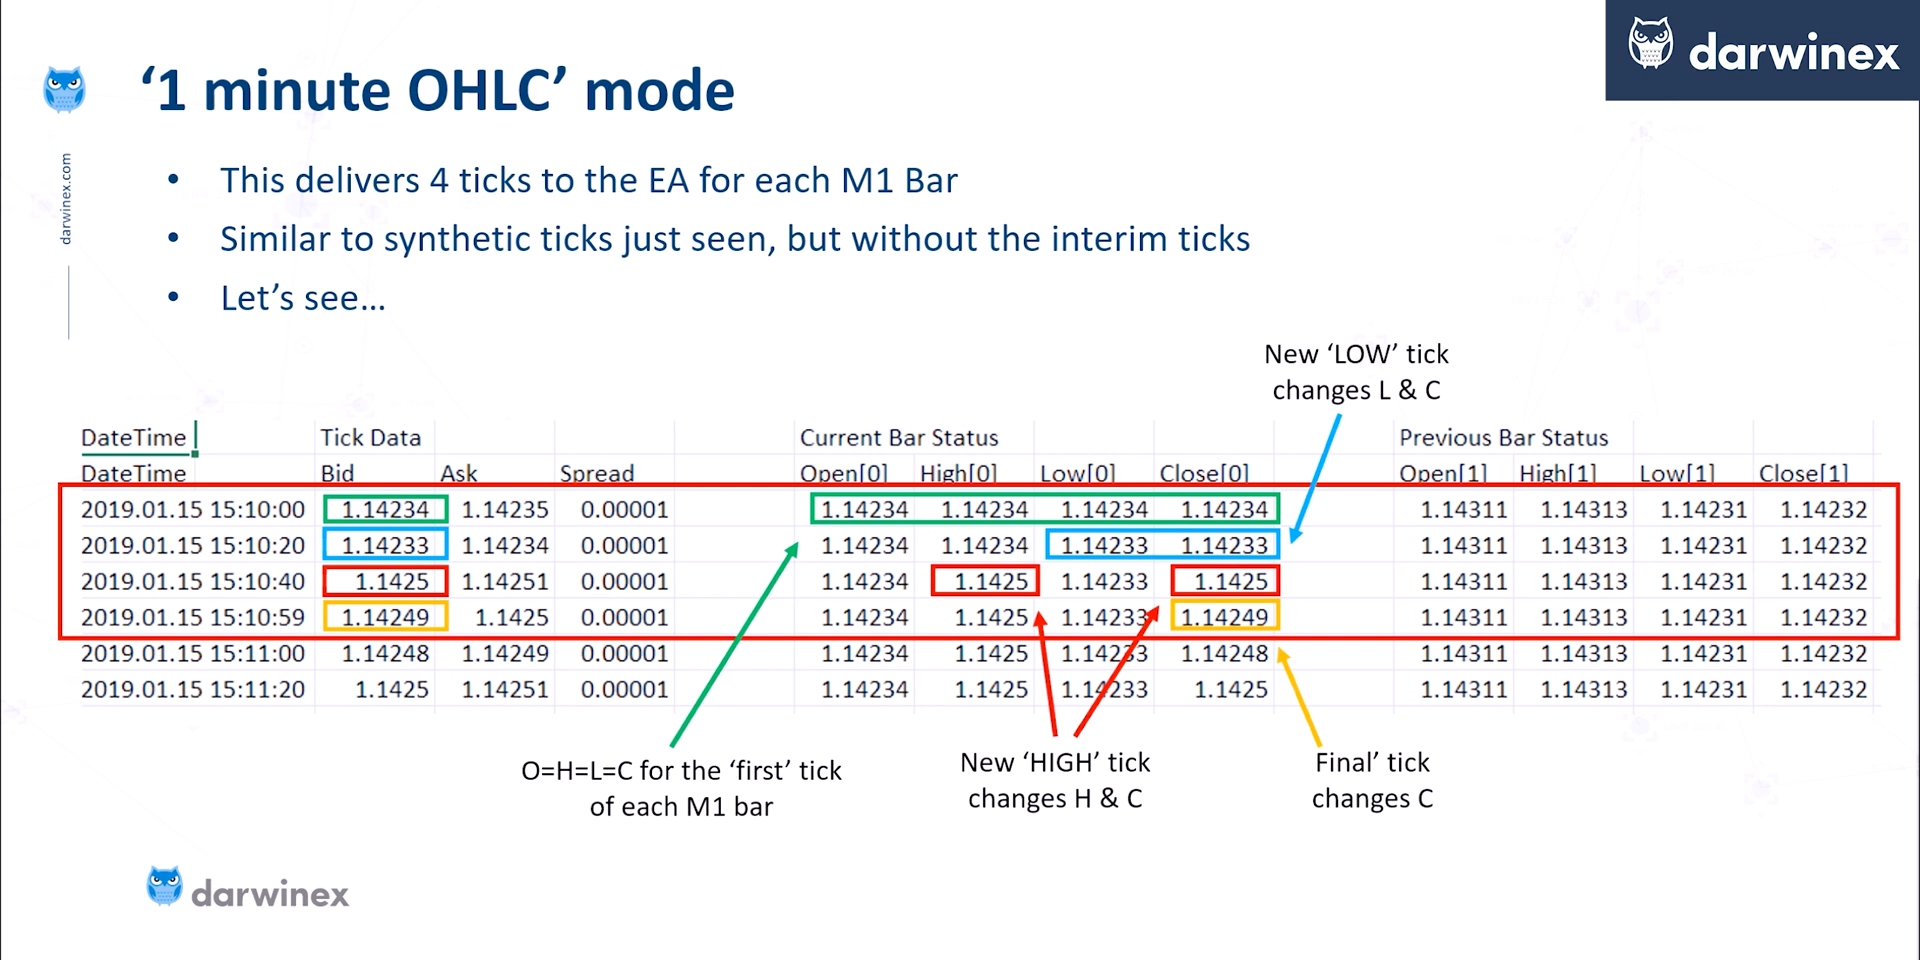 darwinex
‘1 minute OHLC’ mode
darwinex.com
• This delivers 4 ticks to the EA for each M1 Bar
• Similar to synthetic ticks just seen, but without the interim ticks
• Let’s see...
New ‘LOW’ tick
changes L & C
DateTime Tick Data Current Bar Status Previous Bar Status
DateTime Bid Ask Spread Open[0] High[0] Low[0] Close[0] Open[1] High[1] Low[1] Close[1]
2019.01.15 15:10:00 1.14234 1.14235 0.00001 1.14234 1.14234 1.14234 1.14234 1.14311 1.14313 1.14231 1.14232
2019.01.15 15:10:20 1.14233 1.14234 0.00001 1.14234 1.14234 1.14233 1.14233 1.14311 1.14313 1.14231 1.14232
2019.01.15 15:10:40 1.1425 1.14251 0.00001 1.14234 1.1425 1.14233 1.1425 1.14311 1.14313 1.14231 1.14232
2019.01.15 15:10:59 1.14249 1.1425 0.00001 1.14234 1.1425 1.14233 1.14249 1.14311 1.14313 1.14231 1.14232
2019.01.15 15:11:00 1.14248 1.14249 0.00001 1.14234 1.1425 1.14233 1.14248 1.14311 1.14313 1.14231 1.14232
2019.01.15 15:11:20 1.1425 1.14251 0.00001 1.14234 1.1425 1.14233 1.1425 1.14311 1.14313 1.14231 1.14232
O=H=L=C for the ‘first’ tick
of each M1 bar
New ‘HIGH’ tick
changes H & C
Final’ tick
changes C
darwinex